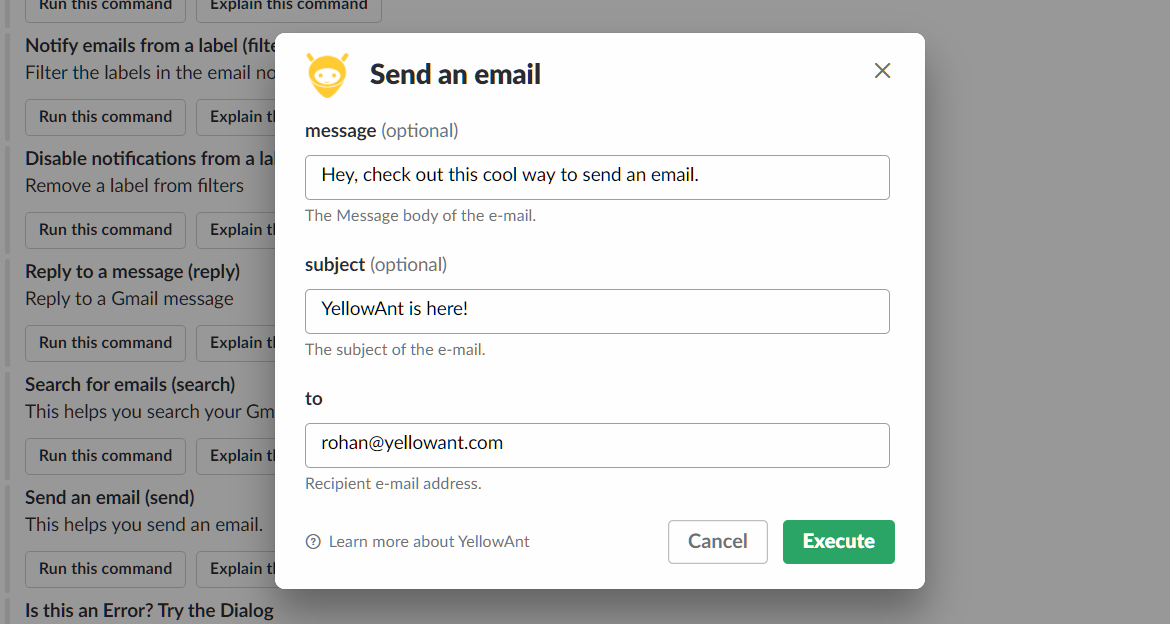 Run this command
Explain this command
Notify emails from a label (filte
Filter the labels in the email no
Run this command
Explain th
Disable notifications from a lab
Remove a label from filters
Run this command
Explain th
Reply to a message (reply)
Reply to a Gmail message
Run this command
Explain th
Search for emails (search)
This helps you search your Gm
Run this command
Explain th
Send an email (send)
This helps you send an email.
Run this command
Explain th
Is this an Error? Try the Dialog
Send an email
message (optional)
Hey, check out this cool way to send an email.
The Message body of the e-mail.
subject (optional)
YellowAnt is here!
The subject of the e-mail.
to
rohan@yellowant.com
Recipient e-mail address.
Learn more about YellowAnt
Cancel
Execute